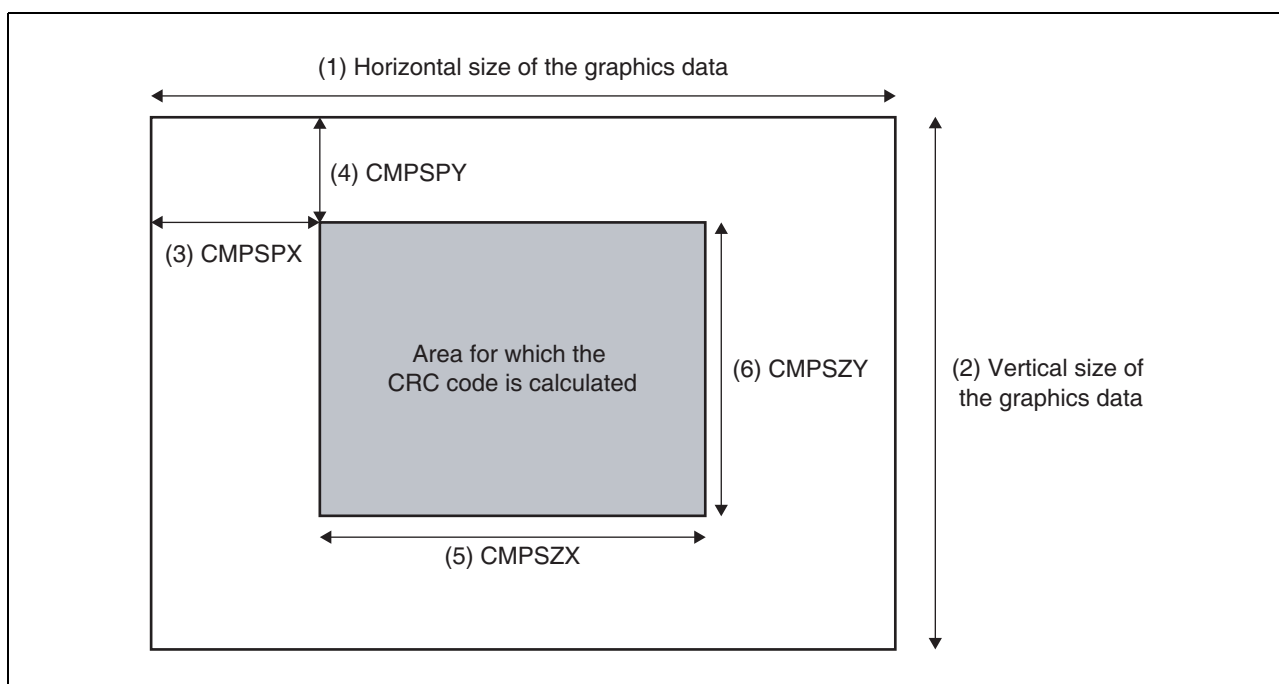 (1) Horizontal size of the graphics data
(4) CMPSPY
(3) CMPSPX
Area for which the
CRC code is calculated
(6) CMPSZY
(2) Vertical size of
the graphics data
(5) CMPSZX